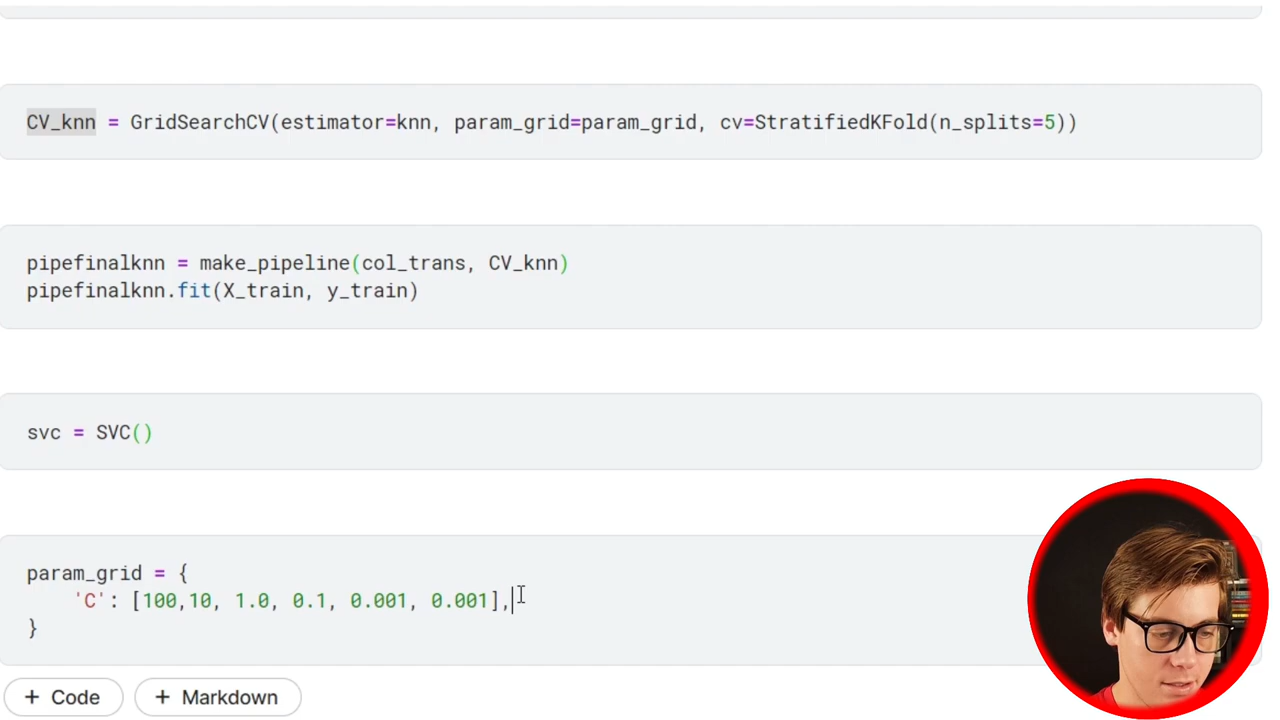 CV_knn = GridSearchCV(estimator=knn, param_grid=param_grid, cv=StratifiedKFold(n_splits=5))
pipefinalknn = make_pipeline(col_trans, CV_knn)
pipefinalknn.fit(X_train, y_train)
svc = SVC()
param_grid = {
    'C': [100,10, 1.0, 0.1, 0.001, 0.001],
}
+ Code + Markdown